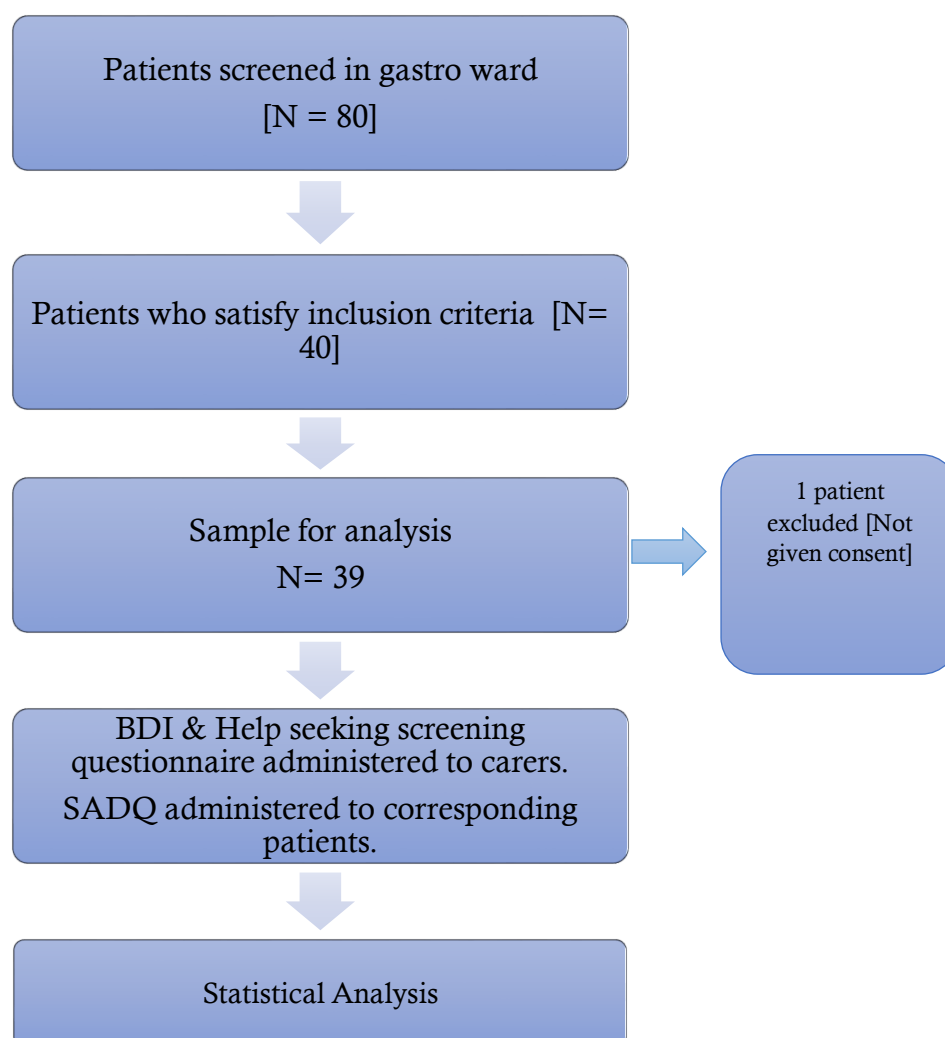 Patients screened in gastro ward
[N = 80]
Patients who satisfy inclusion criteria [N=
40]
Sample for analysis
N= 39
1 patient
excluded [Not
given consent]
BDI & Help seeking screening
questionnaire administered to carers.
SADQ administered to corresponding
patients.
Statistical Analysis